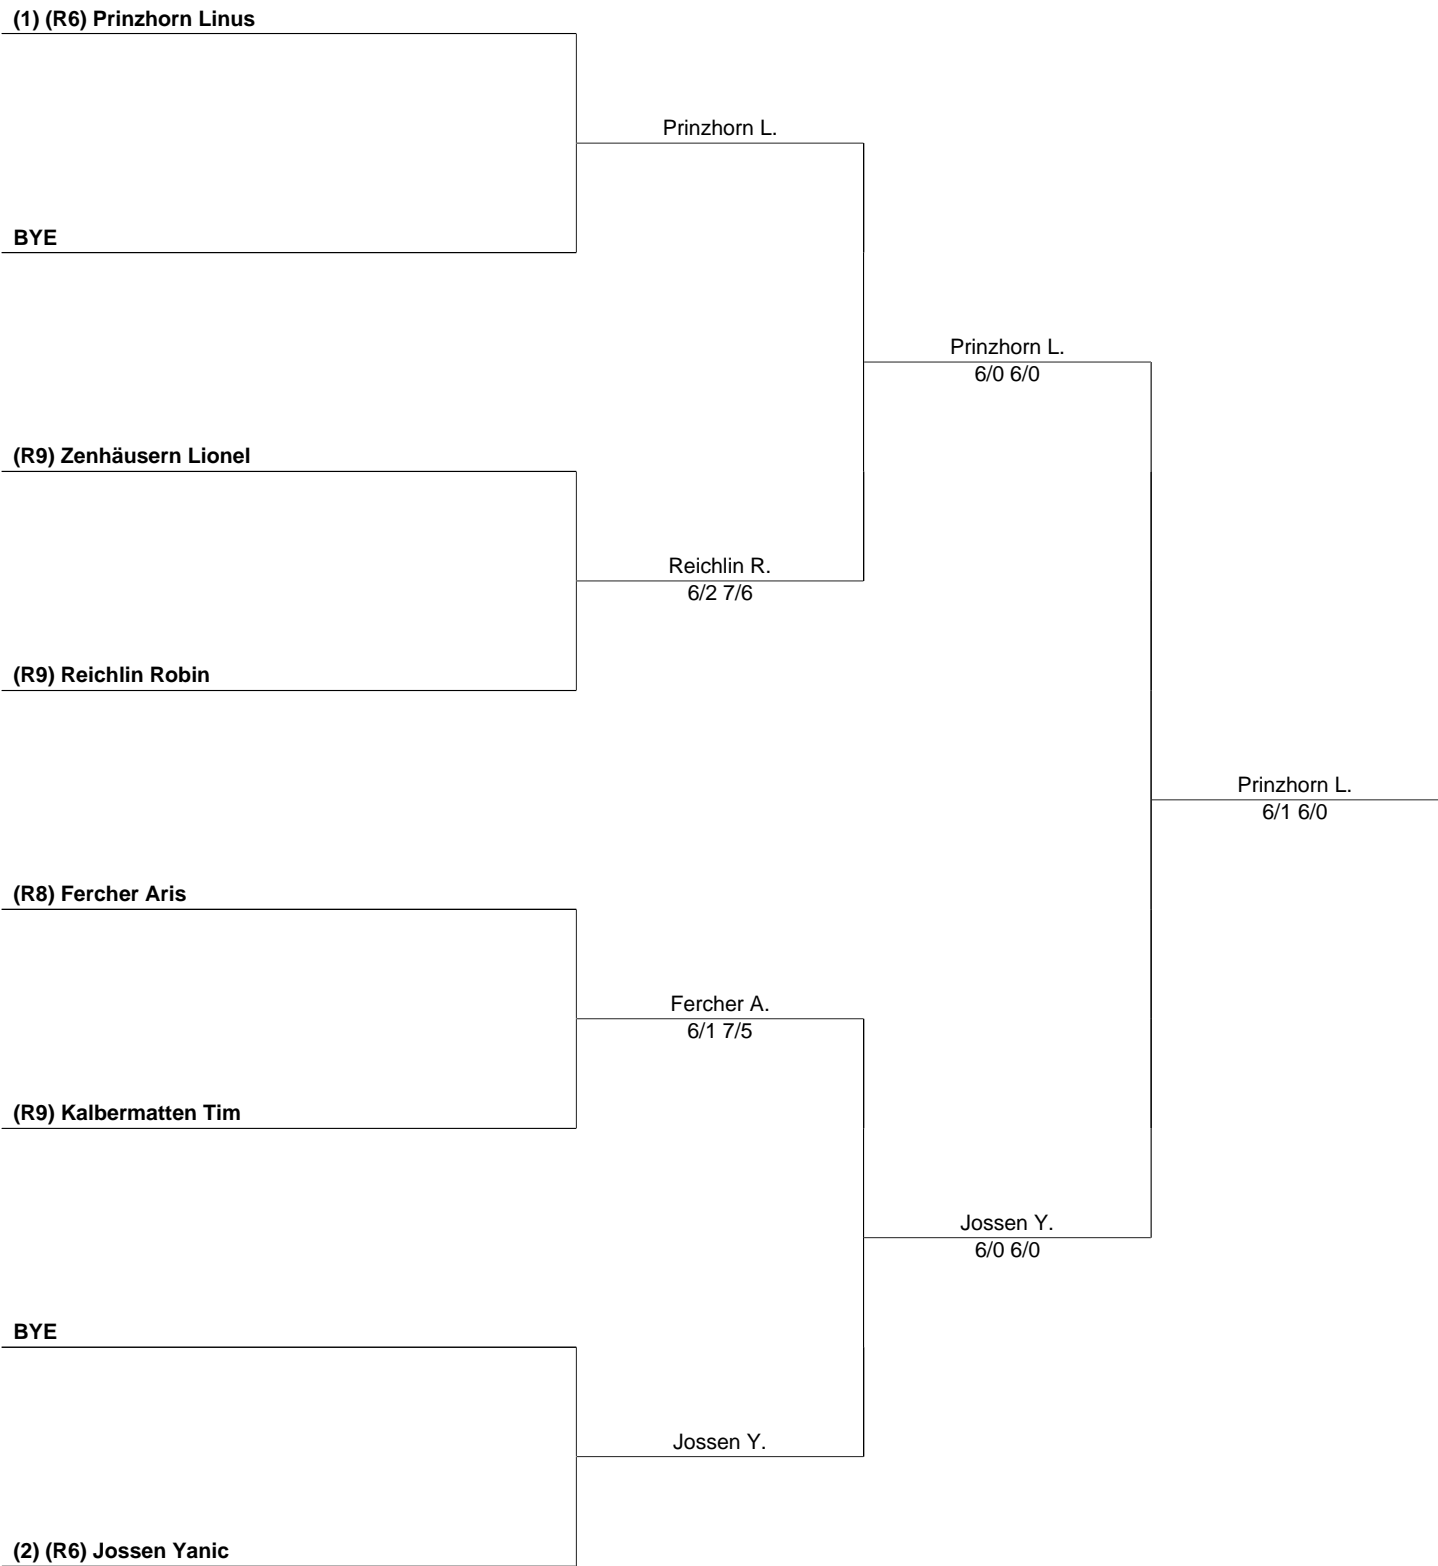 (1) (R6) Prinzhorn Linus
Prinzhorn L.
BYE
Prinzhorn L.
6/0 6/0
(R9) Zenhäusern Lionel
Reichlin R.
6/2 7/6
(R9) Reichlin Robin
Prinzhorn L.
6/1 6/0
(R8) Fercher Aris
Fercher A.
6/1 7/5
(R9) Kalbermatten Tim
Jossen Y.
6/0 6/0
BYE
Jossen Y.
(2) (R6) Jossen Yanic